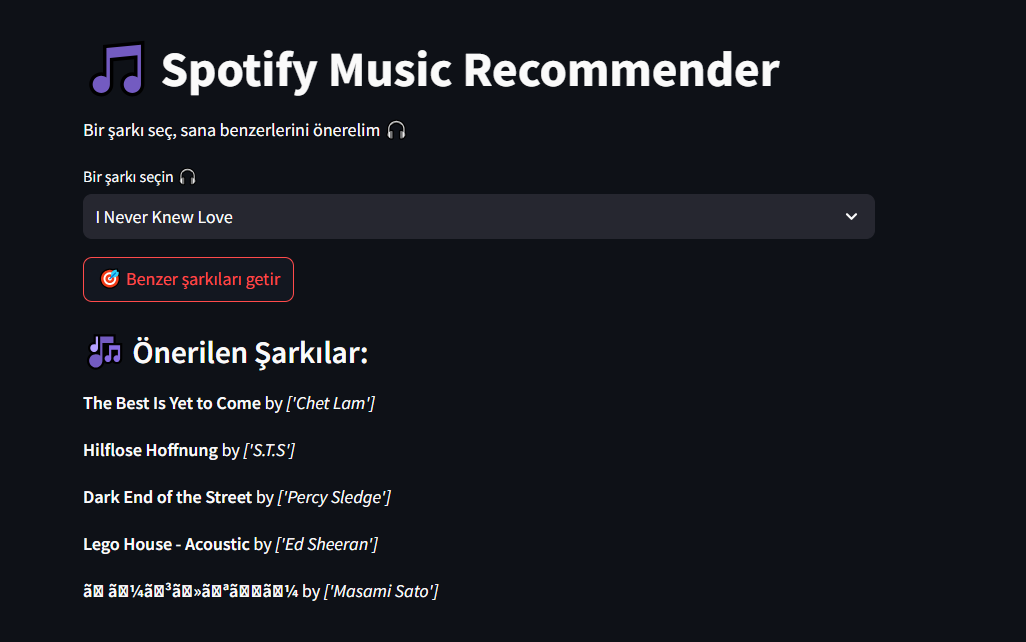 Spotify Music Recommender
Bir şarkı seç, sana benzerlerini önerelim
Bir şarkı seçin
I Never Knew Love
Benzer şarkıları getir
Önerilen Şarkılar:
The Best Is Yet to Come by ['Chet Lam']
Hilflose Hoffnung by ['S.T.S']
Dark End of the Street by ['Percy Sledge']
Lego House - Acoustic by ['Ed Sheeran']
by ['Masami Sato']